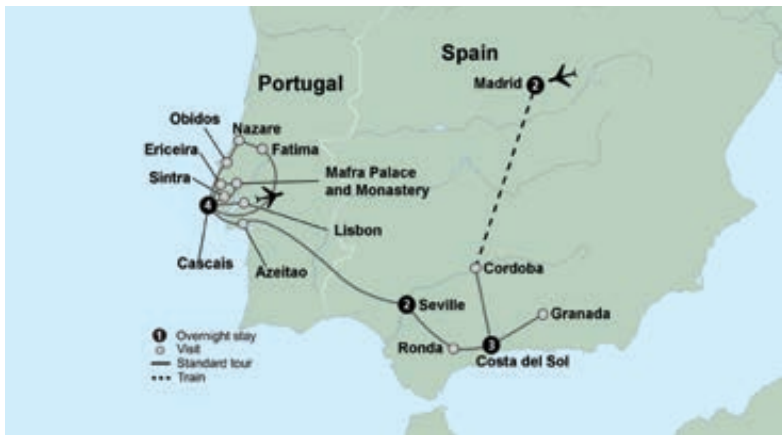 Spain
Portugal
Madrid
2
Obidos
Nazare
Ericeira
Fatima
Sintra
Mafra Palace
and Monastery
4
Lisbon
Cascais
Azeitao
Cordoba
2
Seville
Granada
Ronda
3
Costa del Sol
1 Overnight stay
Visit
Standard tour
Train